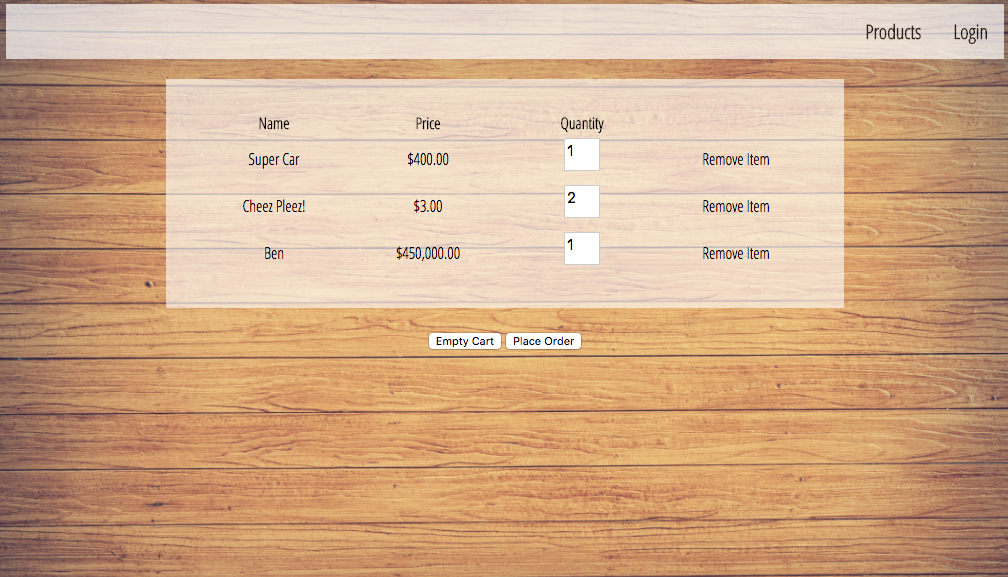 Products Login
Name Price Quantity
Super Car $400.00 1 Remove Item
Cheez Pleez! $3.00 2 Remove Item
Ben $450,000.00 1 Remove Item
Empty Cart Place Order